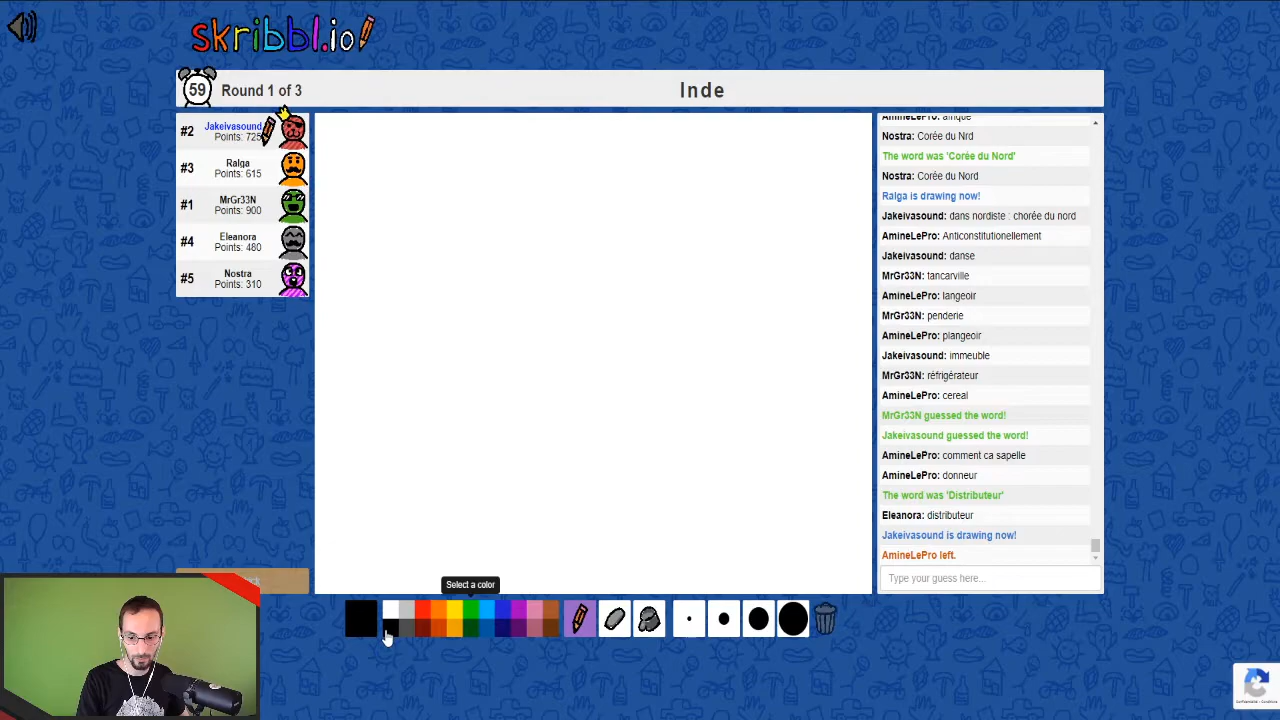 skribbl.io
59
Round 1 of 3
Inde
#2
Jakeivasound
Points: 725
#3
Ralga
Points: 615
#1
MrGr33N
Points: 900
#4
Eleanora
Points: 480
#5
Nostra
Points: 310
AmineLePro: afrique
Nostra: Corée du Nrd
The word was 'Corée du Nord'
Nostra: Corée du Nord
Ralga is drawing now!
Jakeivasound: dans nordiste : chorée du nord
AmineLePro: Anticonstitutionellement
Jakeivasound: danse
MrGr33N: tancarville
AmineLePro: langeoir
MrGr33N: penderie
AmineLePro: plangeoir
Jakeivasound: immeuble
MrGr33N: réfrigérateur
AmineLePro: cereal
MrGr33N guessed the word!
Jakeivasound guessed the word!
AmineLePro: comment ca sapelle
AmineLePro: donneur
The word was 'Distributeur'
Eleanora: distributeur
Jakeivasound is drawing now!
AmineLePro left.
Type your guess here...
Select a color